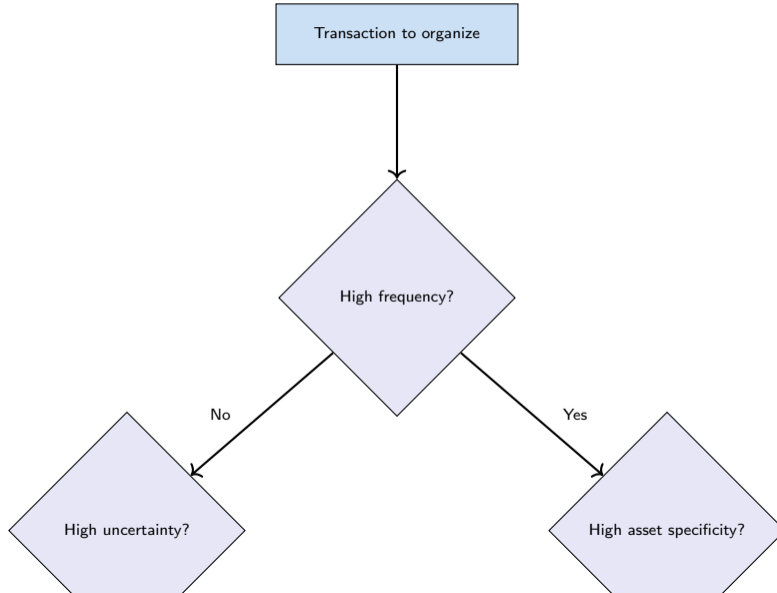 Transaction to organize
High frequency?
No
Yes
High uncertainty?
High asset specificity?